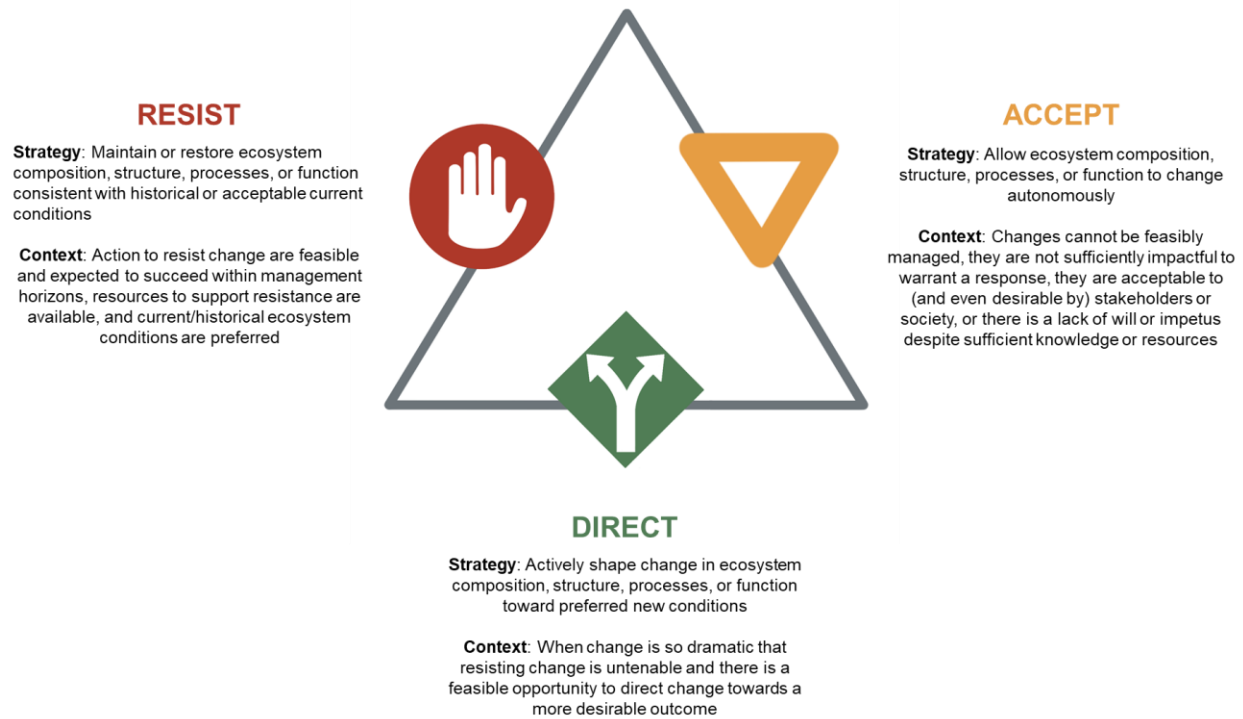 RESIST
Strategy: Maintain or restore ecosystem
composition, structure, processes, or function
consistent with historical or acceptable current
conditions
Context: Action to resist change are feasible
and expected to succeed within management
horizons, resources to support resistance are
available, and current/historical ecosystem
conditions are preferred
ACCEPT
Strategy: Allow ecosystem composition,
structure, processes, or function to change
autonomously
Context: Changes cannot be feasibly
managed, they are not sufficiently impactful to
warrant a response, they are acceptable to
(and even desirable by) stakeholders or
society, or there is a lack of will or impetus
despite sufficient knowledge or resources
DIRECT
Strategy: Actively shape change in ecosystem
composition, structure, processes, or function
toward preferred new conditions
Context: When change is so dramatic that
resisting change is untenable and there is a
feasible opportunity to direct change towards a
more desirable outcome